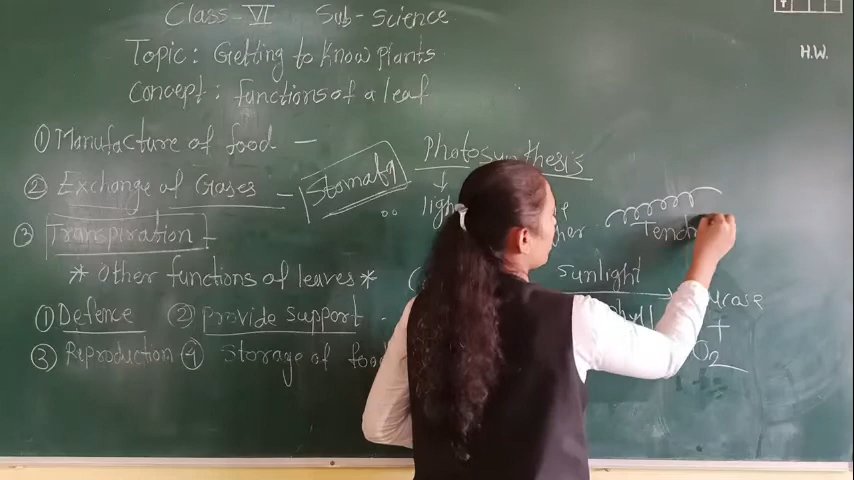 Class-VI Sub-Science
Topic: Getting to know plants
H.W.
Concept: functions of a leaf
① Manufacture of food —
Photosynthesis
② Exchange of Gases — Stomata
③ Transpiration -
Tend
* Other functions of leaves *
Sunlight
① Defence ② Provide Support -
+
③ Reproduction ④ Storage of
O2